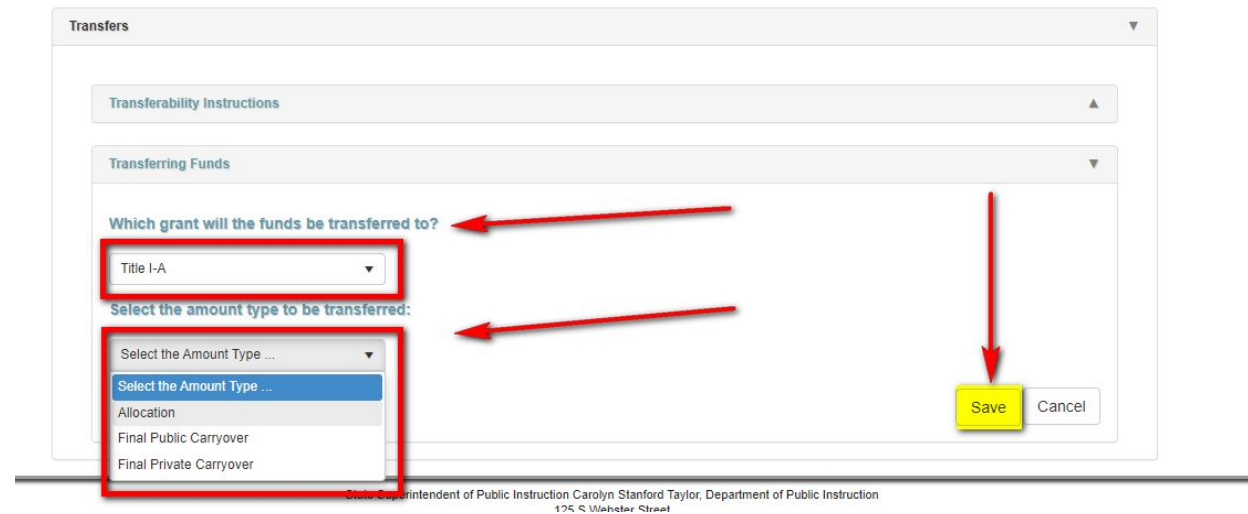 Transfers
Transferability Instructions
Transferring Funds
Which grant will the funds be transferred to?
Title I-A
Select the amount type to be transferred:
Select the Amount Type ...
Select the Amount Type ...
Allocation
Final Public Carryover
Final Private Carryover
Save Cancel
State Superintendent of Public Instruction Carolyn Stanford Taylor, Department of Public Instruction
125 S Webster Street